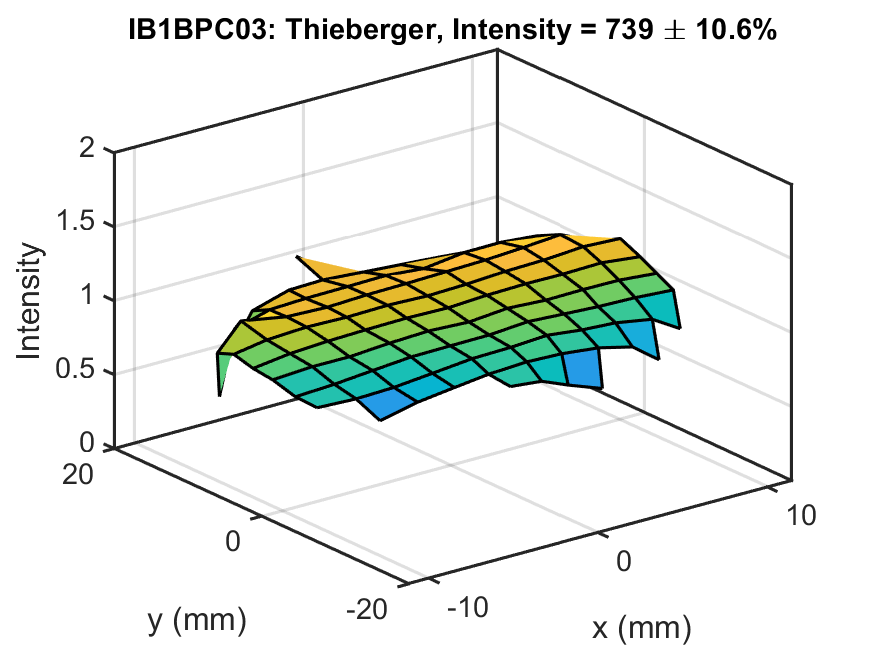 IB1BPC03: Thieberger, Intensity = 739 ± 10.6%
2
1.5
1
0.5
0
Intensity
20
0
-20
y (mm)
-10
0
10
x (mm)